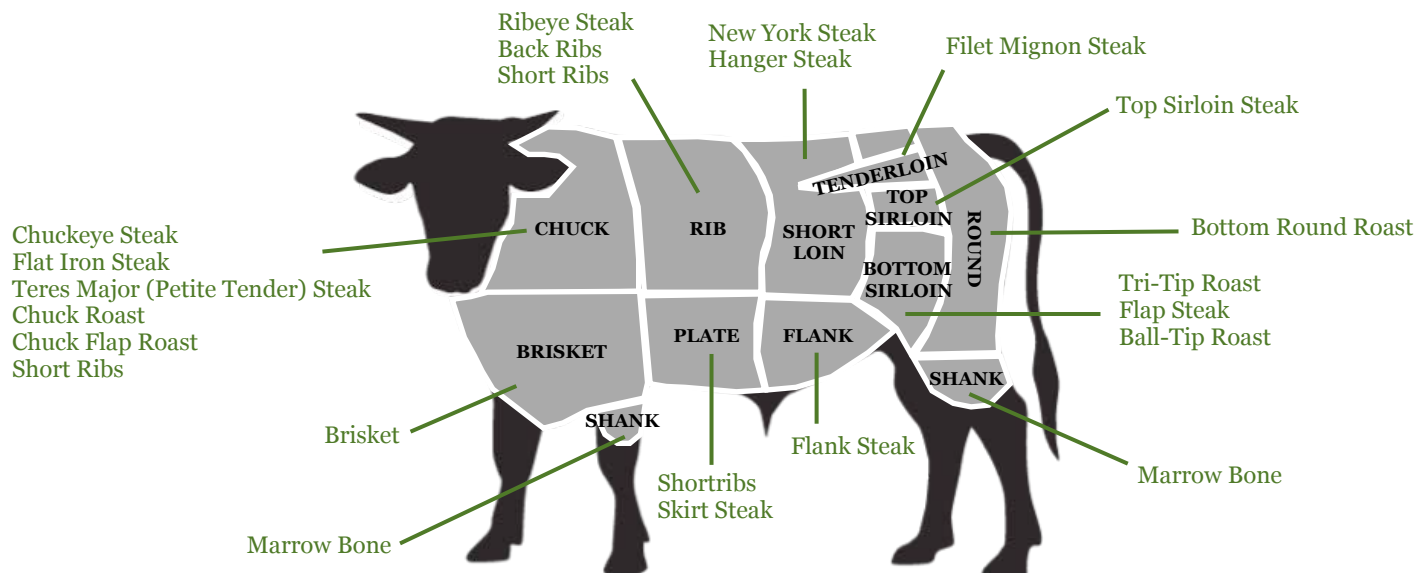 Ribeye Steak
Back Ribs
Short Ribs
New York Steak
Hanger Steak
Filet Mignon Steak
Top Sirloin Steak
Chuckeye Steak
Flat Iron Steak
Teres Major (Petite Tender) Steak
Chuck Roast
Chuck Flap Roast
Short Ribs
CHUCK
RIB
SHORT
LOIN
TENDERLOIN
TOP
SIRLOIN
BOTTOM
SIRLOIN
ROUND
Bottom Round Roast
Tri-Tip Roast
Flap Steak
Ball-Tip Roast
BRISKET
PLATE
FLANK
SHANK
SHANK
Brisket
Flank Steak
Marrow Bone
Shortribs
Skirt Steak
Marrow Bone